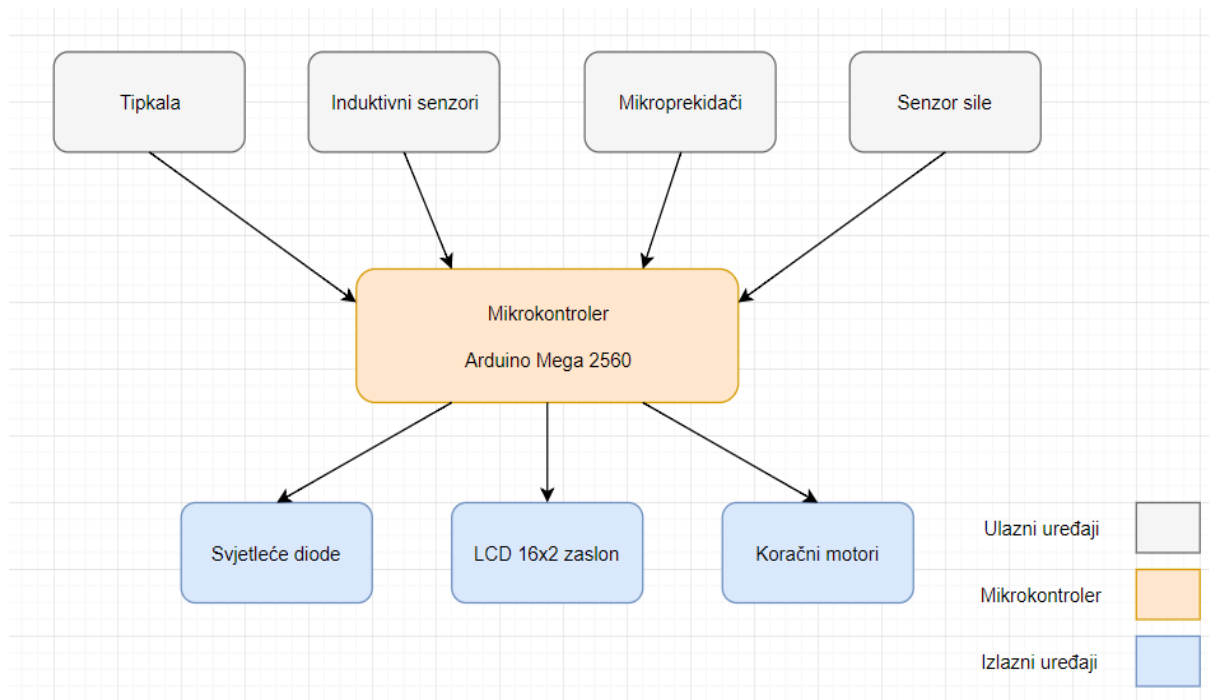 Tipkala
Induktivni senzori
Mikroprekidači
Senzor sile
Mikrokontroler
Arduino Mega 2560
Svjetleće diode
LCD 16x2 zaslon
Koračni motori
Ulazni uređaji
Mikrokontroler
Izlazni uređaji